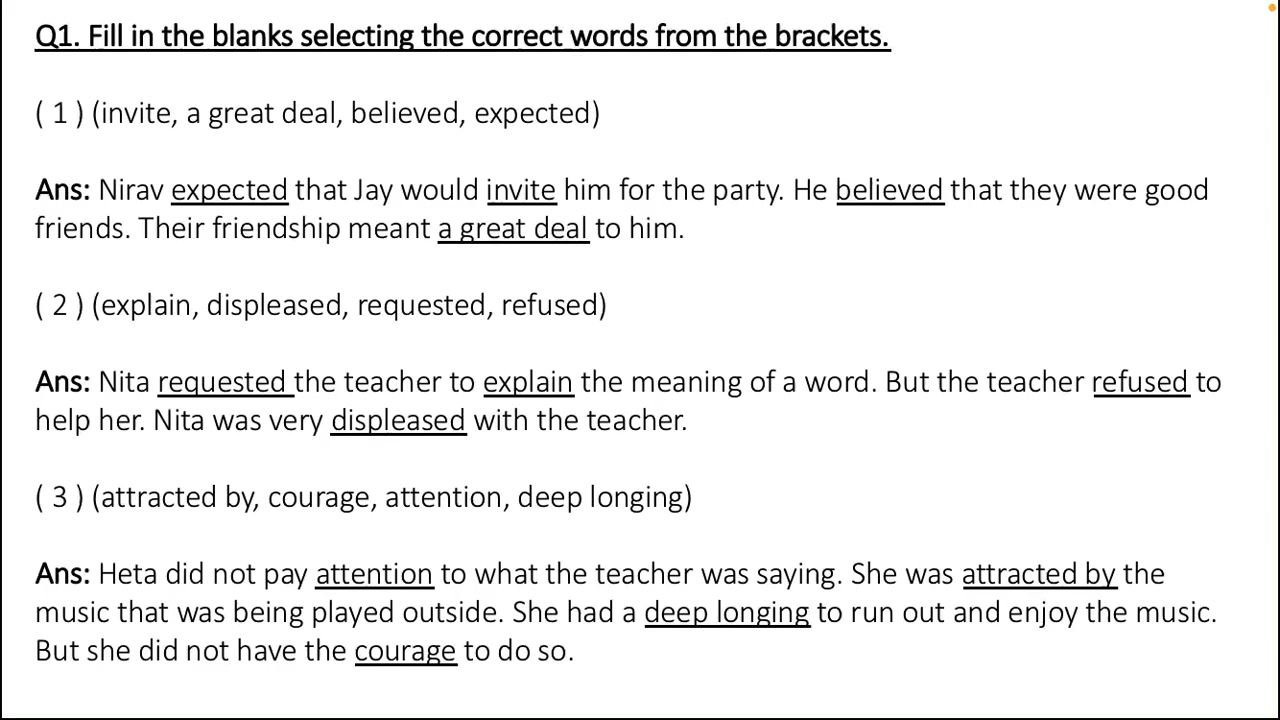 Q1. Fill in the blanks selecting the correct words from the brackets.
( 1 ) (invite, a great deal, believed, expected)
Ans: Nirav expected that Jay would invite him for the party. He believed that they were good
friends. Their friendship meant a great deal to him.
( 2 ) (explain, displeased, requested, refused)
Ans: Nita requested the teacher to explain the meaning of a word. But the teacher refused to
help her. Nita was very displeased with the teacher.
( 3 ) (attracted by, courage, attention, deep longing)
Ans: Heta did not pay attention to what the teacher was saying. She was attracted by the
music that was being played outside. She had a deep longing to run out and enjoy the music.
But she did not have the courage to do so.